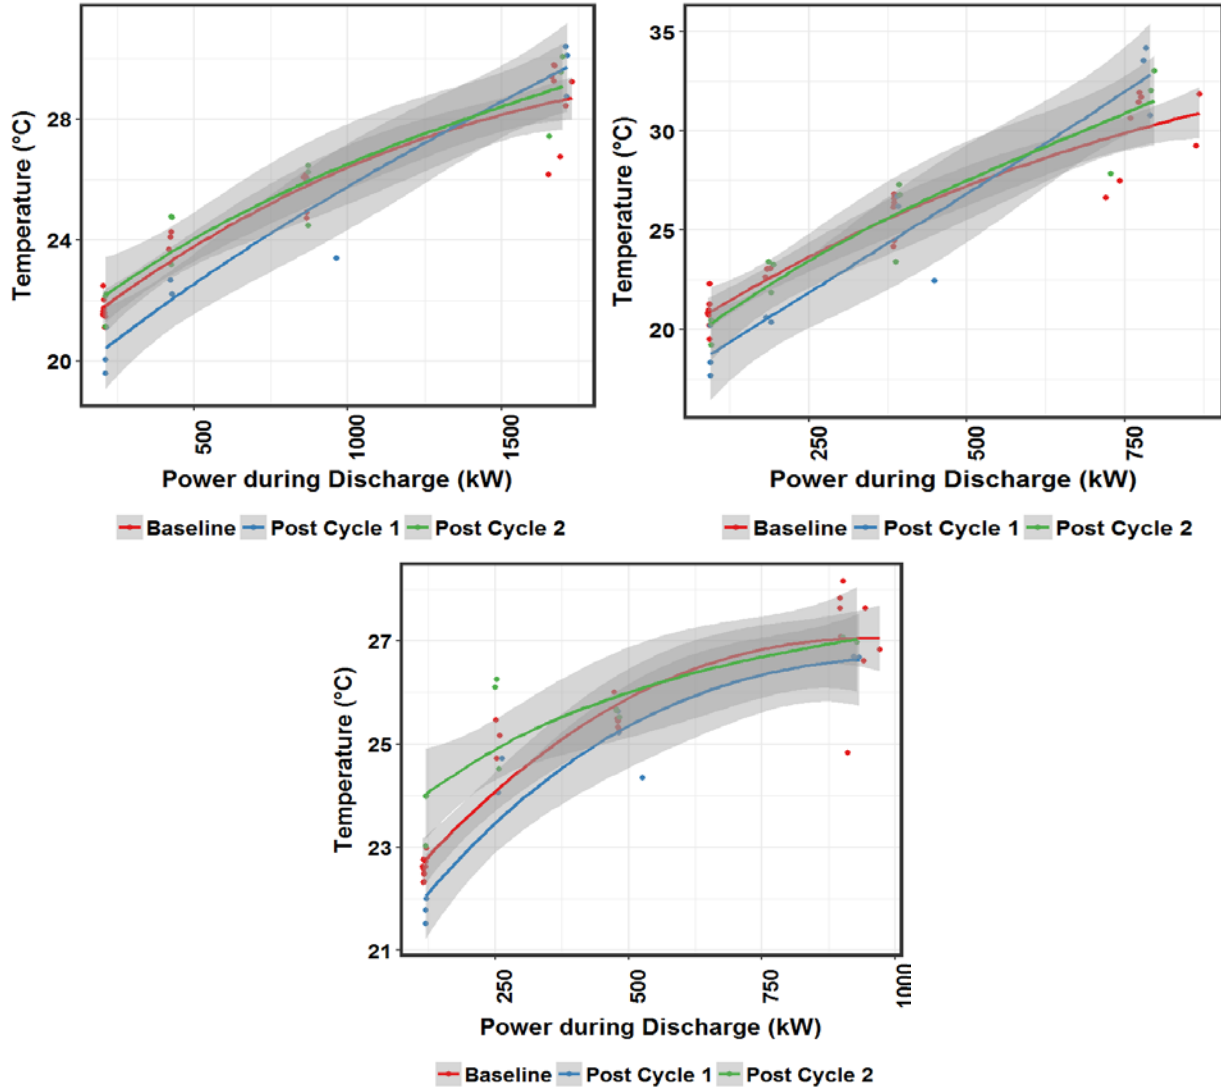 Temperature (°C)
28
24
20
500
1000
1500
Power during Discharge (kW)
Baseline Post Cycle 1 Post Cycle 2
Temperature (°C)
35
30
25
20
250
500
750
Power during Discharge (kW)
Baseline Post Cycle 1 Post Cycle 2
Temperature (°C)
27
25
23
21
250
500
750
1000
Power during Discharge (kW)
Baseline Post Cycle 1 Post Cycle 2